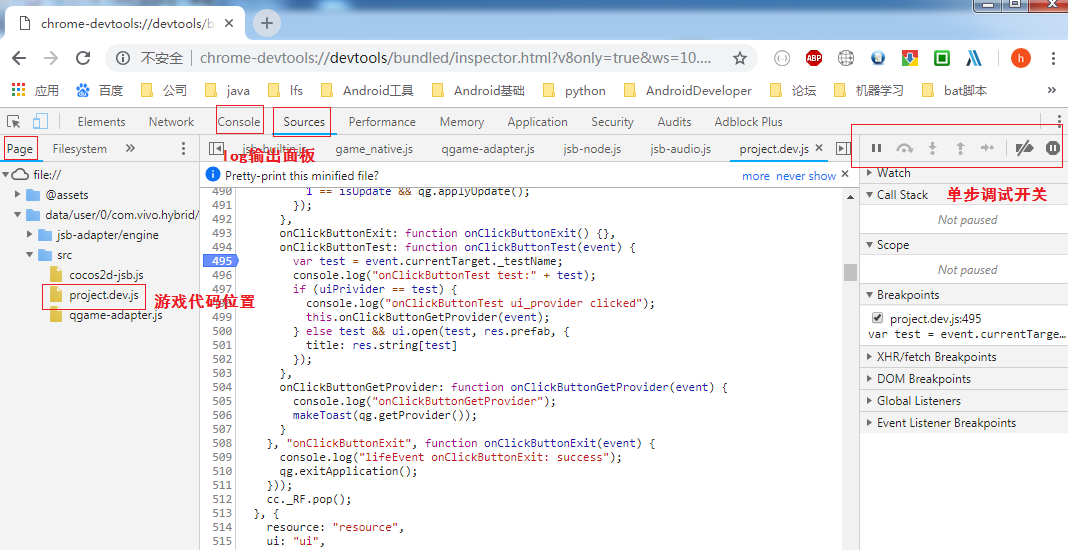 chrome-devtools://devtools/b
不安全 chrome-devtools://devtools/bundled/inspector.html?v8only=true&ws=10.... ABP h
应用 百度 公司 java lfs Android工具 Android基础 python AndroidDeveloper 论坛 机器学习 bat脚本 »
Elements Network Console Sources Performance Memory Application Security Audits Adblock Plus
Page Filesystem » game_native.js qgame-adapter.js jsb-node.js jsb-audio.js project.dev.js
log输出面板
Pretty-print this minified file? more never show
file://
@assets
data/user/0/com.vivo.hybrid/
jsb-adapter/engine
src
cocos2d-jsb.js
project.dev.js
游戏代码位置
qgame-adapter.js
490 1 == isUpdate && qg.applyUpdate();
491 });
492 },
493 onClickButtonExit: function onClickButtonExit() {},
494 onClickButtonTest: function onClickButtonTest(event) {
495 var test = event.currentTarget._testName;
496 console.log("onClickButtonTest test:" + test);
497 if (uiPrivider == test) {
console.log("onClickButtonTest ui_provider clicked");
499 this.onClickButtonGetProvider(event);
500 } else test && ui.open(test, res.prefab, {
501 title: res.string[test]
502 });
503 },
504 onClickButtonGetProvider: function onClickButtonGetProvider(event) {
505 console.log("onClickButtonGetProvider");
506 makeToast(qg.getProvider());
507 }
508 }, "onClickButtonExit", function onClickButtonExit(event) {
509 console.log("lifeEvent onClickButtonExit: success");
510 qg.exitApplication();
511 }));
512 cc._RF.pop();
513 }, {
514 resource: "resource",
515 ui: "ui",
Watch
Call Stack 单步调试开关
Not paused
Scope
Not paused
Breakpoints
project.dev.js:495
var test = event.currentTarge…
XHR/fetch Breakpoints
DOM Breakpoints
Global Listeners
Event Listener Breakpoints